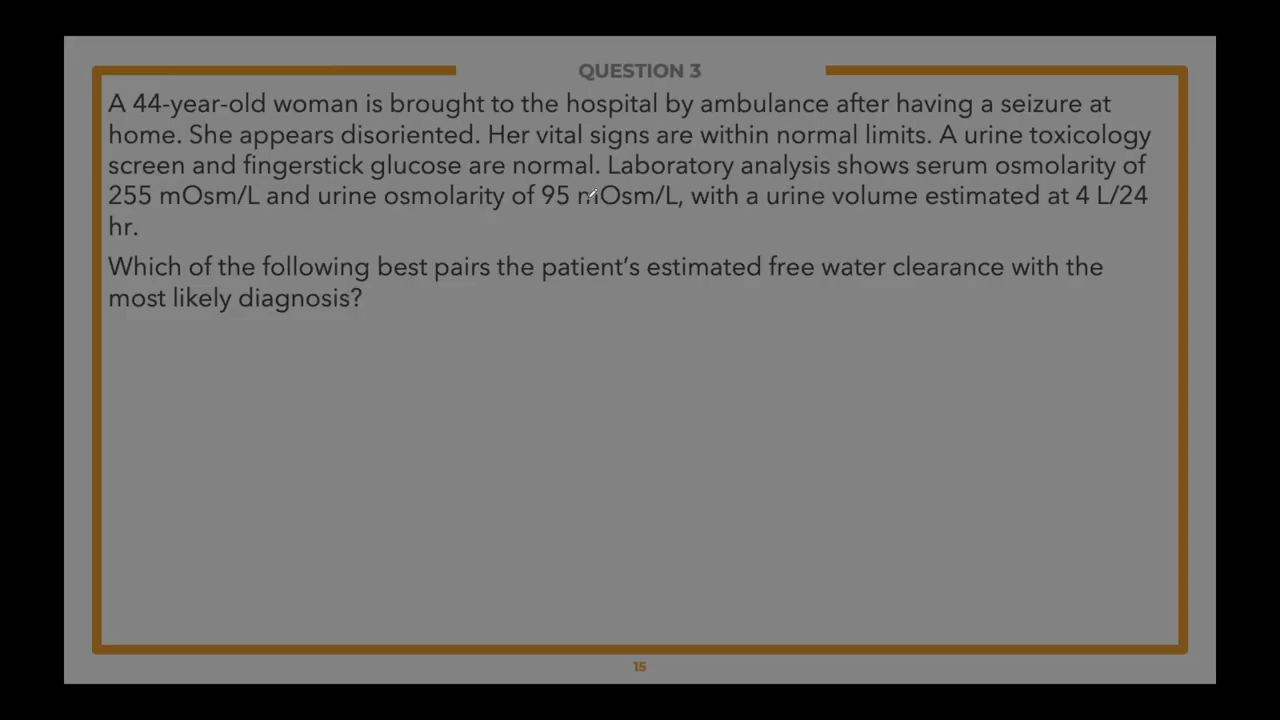 QUESTION 3
A 44-year-old woman is brought to the hospital by ambulance after having a seizure at
home. She appears disoriented. Her vital signs are within normal limits. A urine toxicology
screen and fingerstick glucose are normal. Laboratory analysis shows serum osmolarity of
255 mOsm/L and urine osmolarity of 95 mOsm/L, with a urine volume estimated at 4 L/24
hr.
Which of the following best pairs the patient’s estimated free water clearance with the
most likely diagnosis?
15